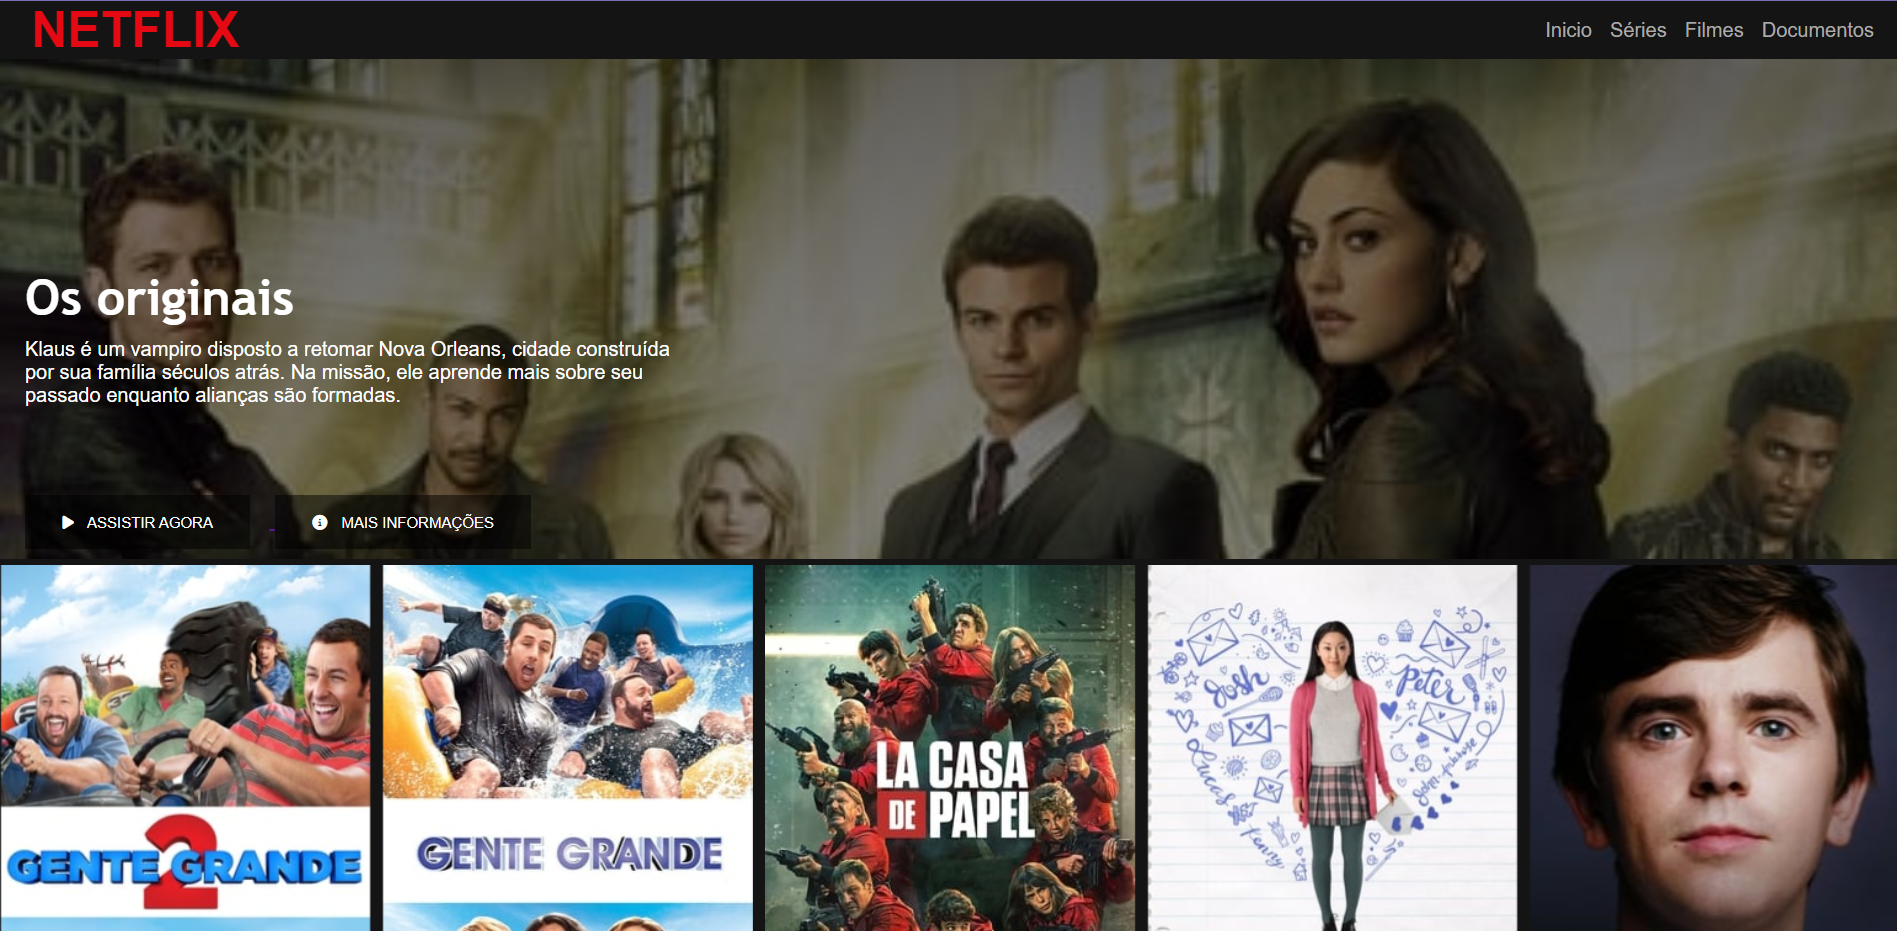 NETFLIX
Inicio Séries Filmes Documentos
Os originais
Klaus é um vampiro disposto a retomar Nova Orleans, cidade construída
por sua família séculos atrás. Na missão, ele aprende mais sobre seu
passado enquanto alianças são formadas.
ASSISTIR AGORA
MAIS INFORMAÇÕES
GENTE GRANDE 2
GENTE GRANDE
LA CASA
DE PAPEL
Josh
Peter
Lucas
Kenny
John Ambrose